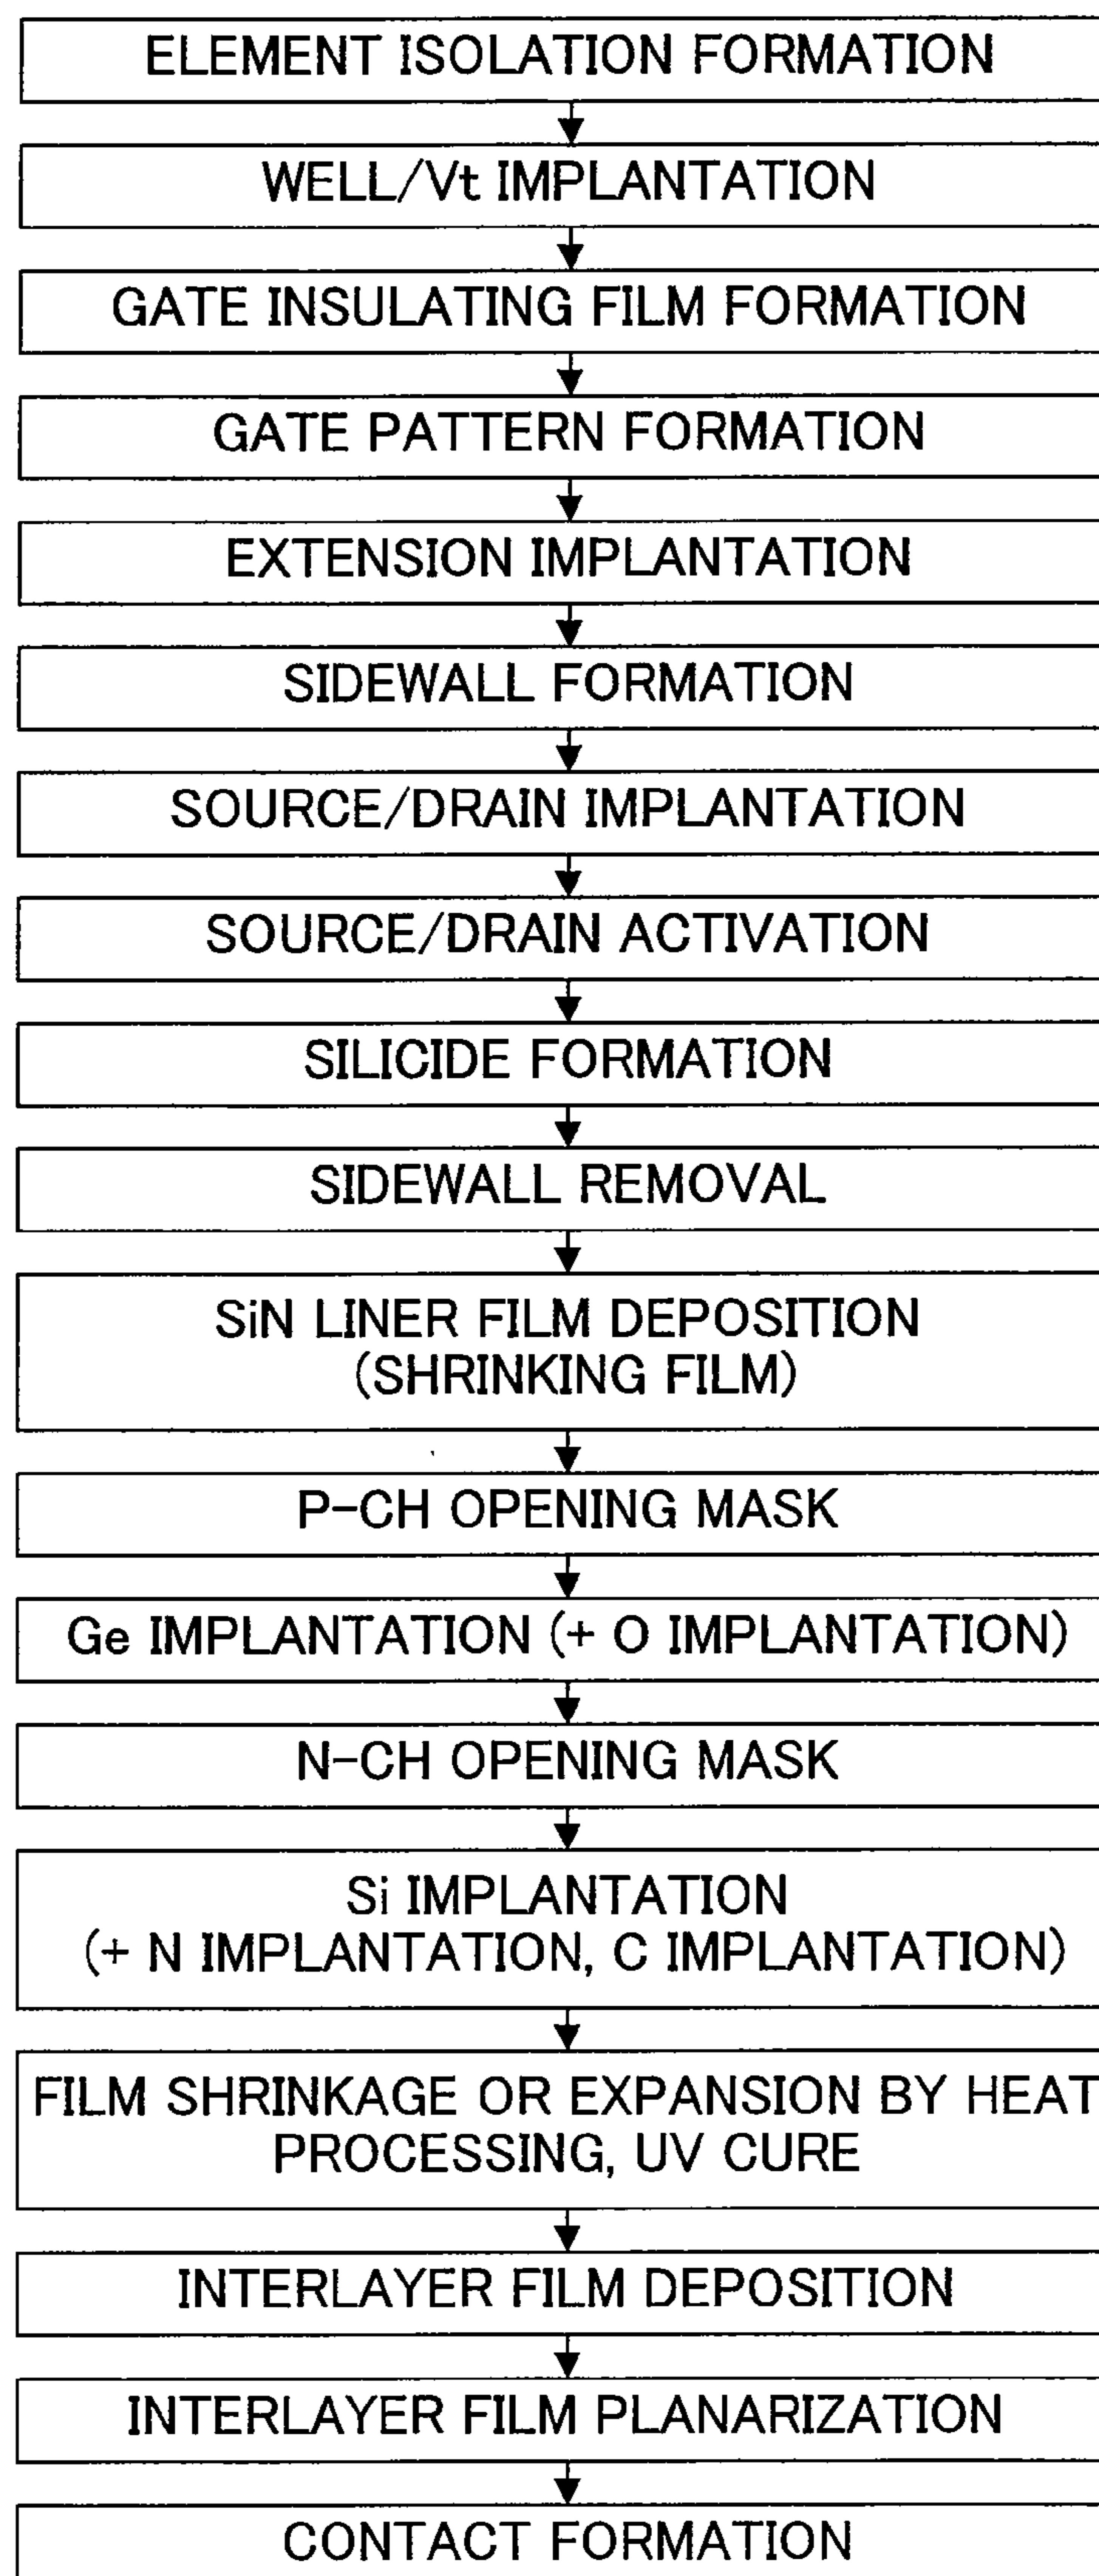 ELEMENT ISOLATION FORMATION
WELL/Vt IMPLANTATION
GATE INSULATING FILM FORMATION
GATE PATTERN FORMATION
EXTENSION IMPLANTATION
SIDEWALL FORMATION
SOURCE/DRAIN IMPLANTATION
SOURCE/DRAIN ACTIVATION
SILICIDE FORMATION
SIDEWALL REMOVAL
SiN LINER FILM DEPOSITION
(SHRINKING FILM)
P-CH OPENING MASK
Ge IMPLANTATION (+ O IMPLANTATION)
N-CH OPENING MASK
Si IMPLANTATION
(+ N IMPLANTATION, C IMPLANTATION)
FILM SHRINKAGE OR EXPANSION BY HEAT
PROCESSING, UV CURE
INTERLAYER FILM DEPOSITION
INTERLAYER FILM PLANARIZATION
CONTACT FORMATION